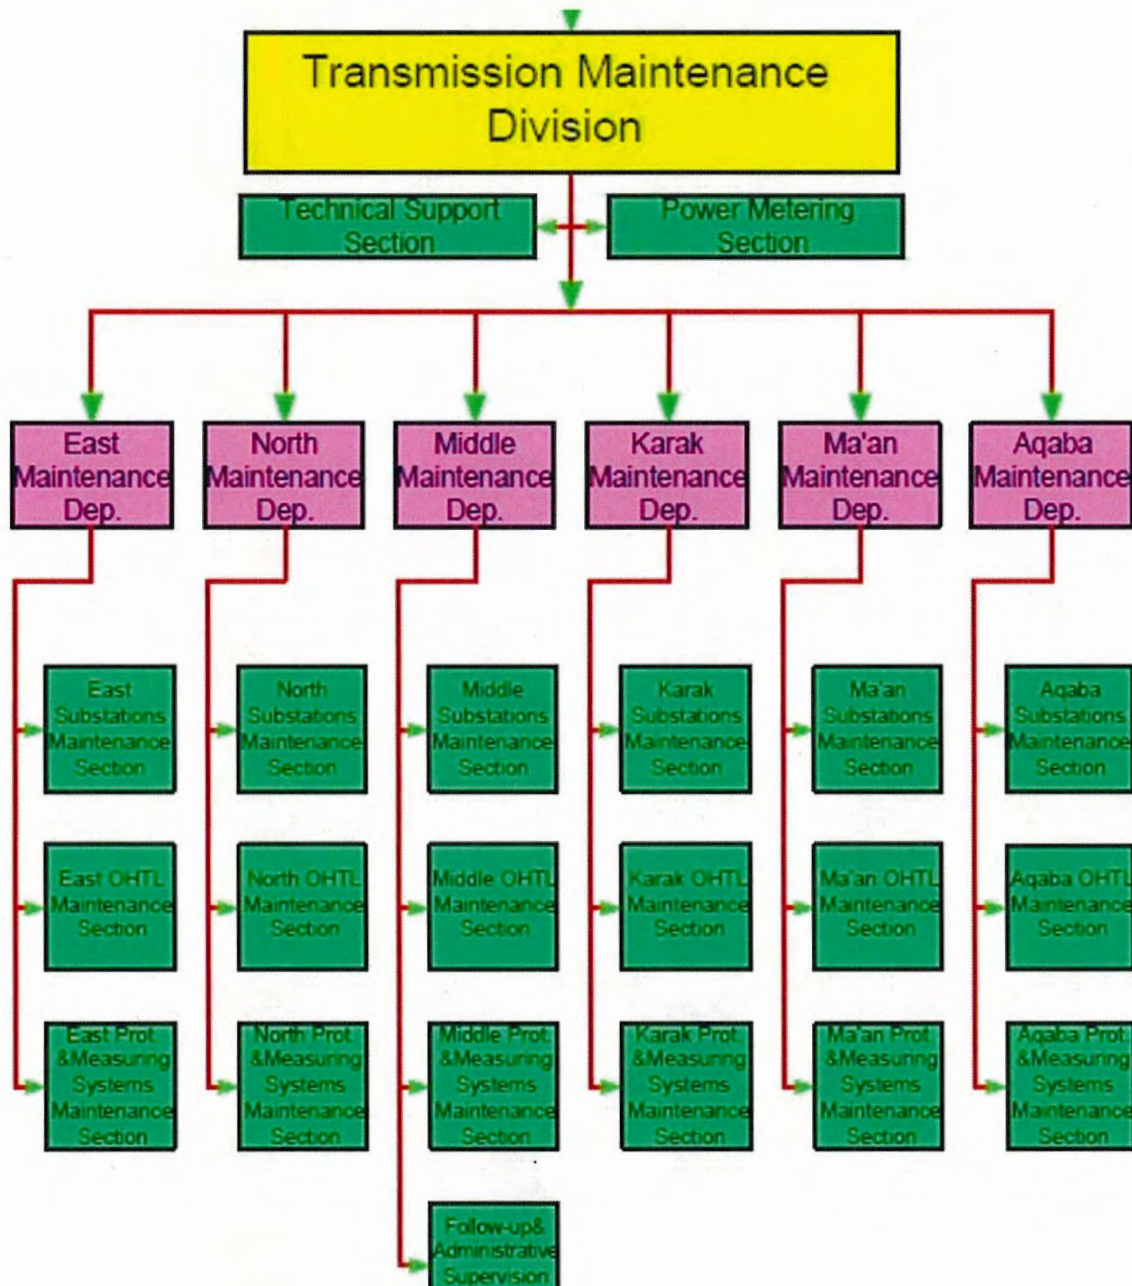 Transmission Maintenance
Division
Technical Support
Section
Power Metering
Section
East
Maintenance
Dep.
North
Maintenance
Dep.
Middle
Maintenance
Dep.
Karak
Maintenance
Dep.
Ma'an
Maintenance
Dep.
Aqaba
Maintenance
Dep.
East
Substations
Maintenance
Section
North
Substations
Maintenance
Section
Middle
Substations
Maintenance
Section
Karak
Substations
Maintenance
Section
Ma'an
Substations
Maintenance
Section
Aqaba
Substations
Maintenance
Section
East OHTL
Maintenance
Section
North OHTL
Maintenance
Section
Middle OHTL
Maintenance
Section
Karak OHTL
Maintenance
Section
Ma'an OHTL
Maintenance
Section
Aqaba OHTL
Maintenance
Section
East Prot.
&Measuring
Systems
Maintenance
Section
North Prot.
&Measuring
Systems
Maintenance
Section
Middle Prot.
&Measuring
Systems
Maintenance
Section
Karak Prot.
&Measuring
Systems
Maintenance
Section
Ma'an Prot.
&Measuring
Systems
Maintenance
Section
Aqaba Prot.
&Measuring
Systems
Maintenance
Section
Follow-up&
Administrative
Supervision